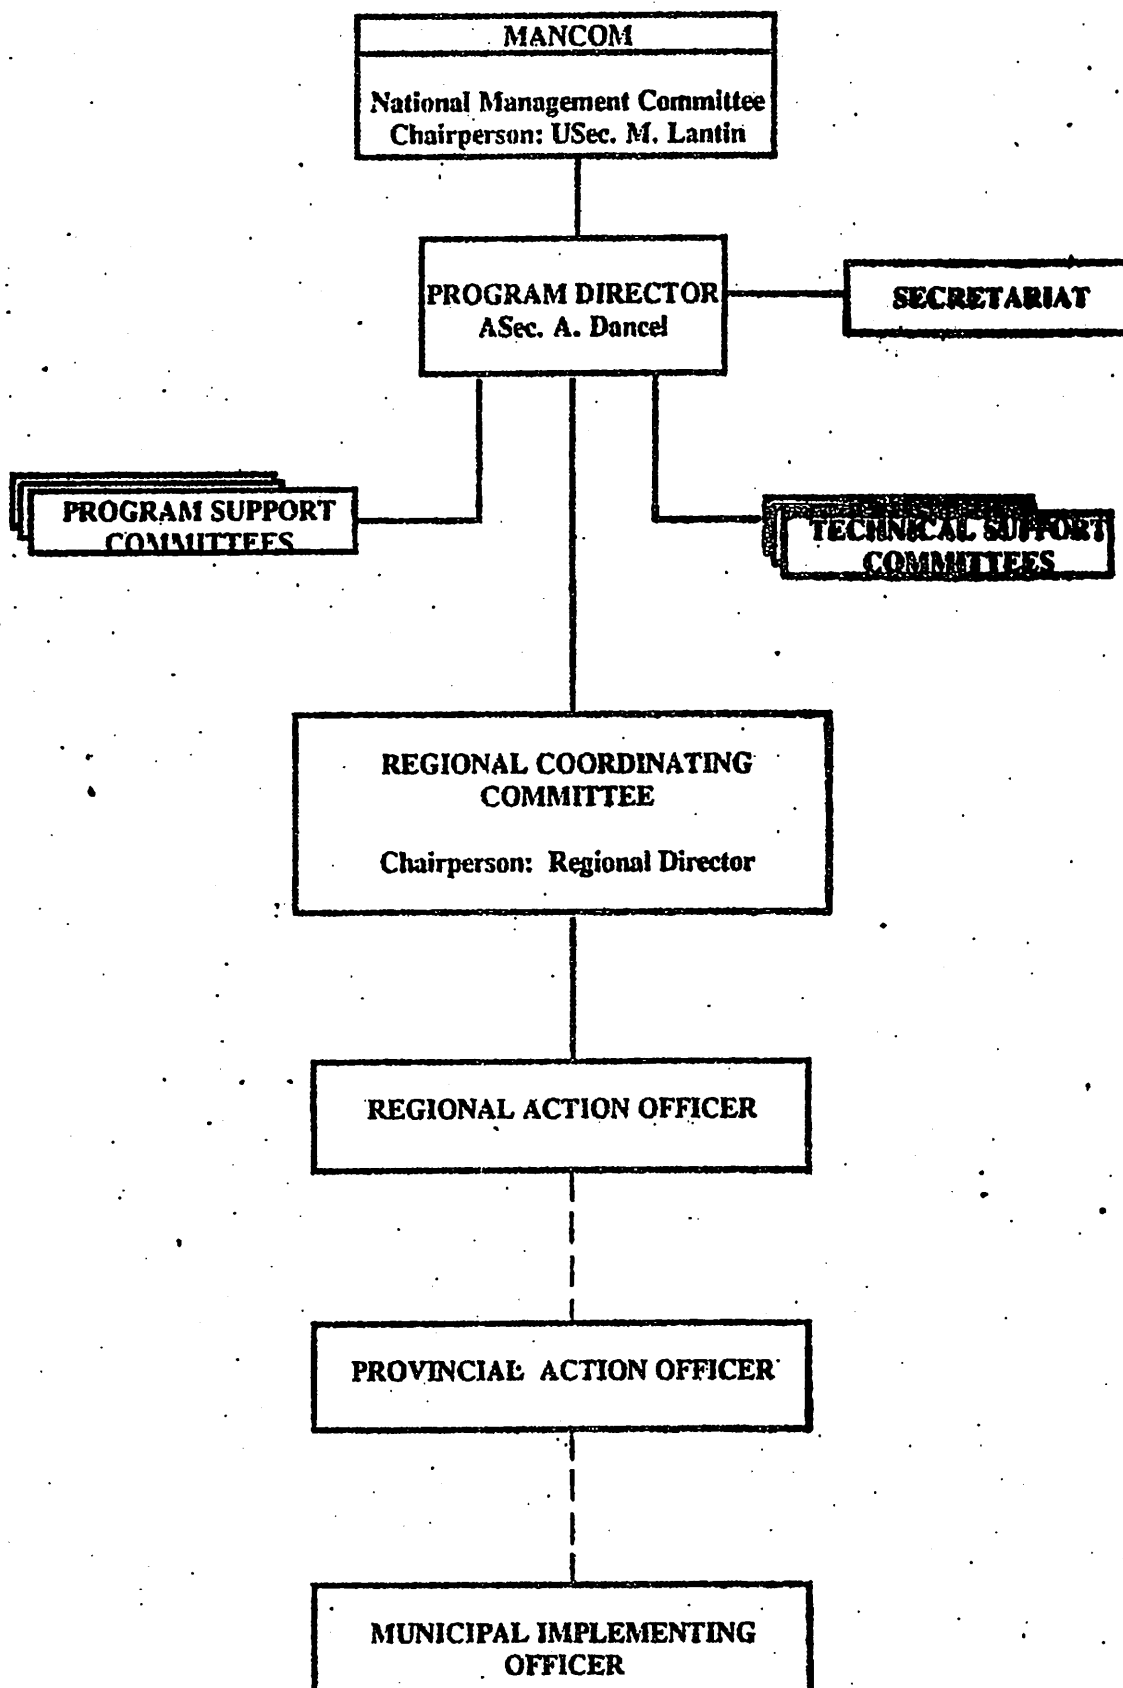 MANCOM
National Management Committee
Chairperson: USec. M. Lantin
PROGRAM DIRECTOR
ASec. A. Dancel
SECRETARIAT
PROGRAM SUPPORT
COMMITTEES
TECHNICAL SUPPORT
COMMITTEES
REGIONAL COORDINATING
COMMITTEE
Chairperson: Regional Director
REGIONAL ACTION OFFICER
PROVINCIAL ACTION OFFICER
MUNICIPAL IMPLEMENTING
OFFICER